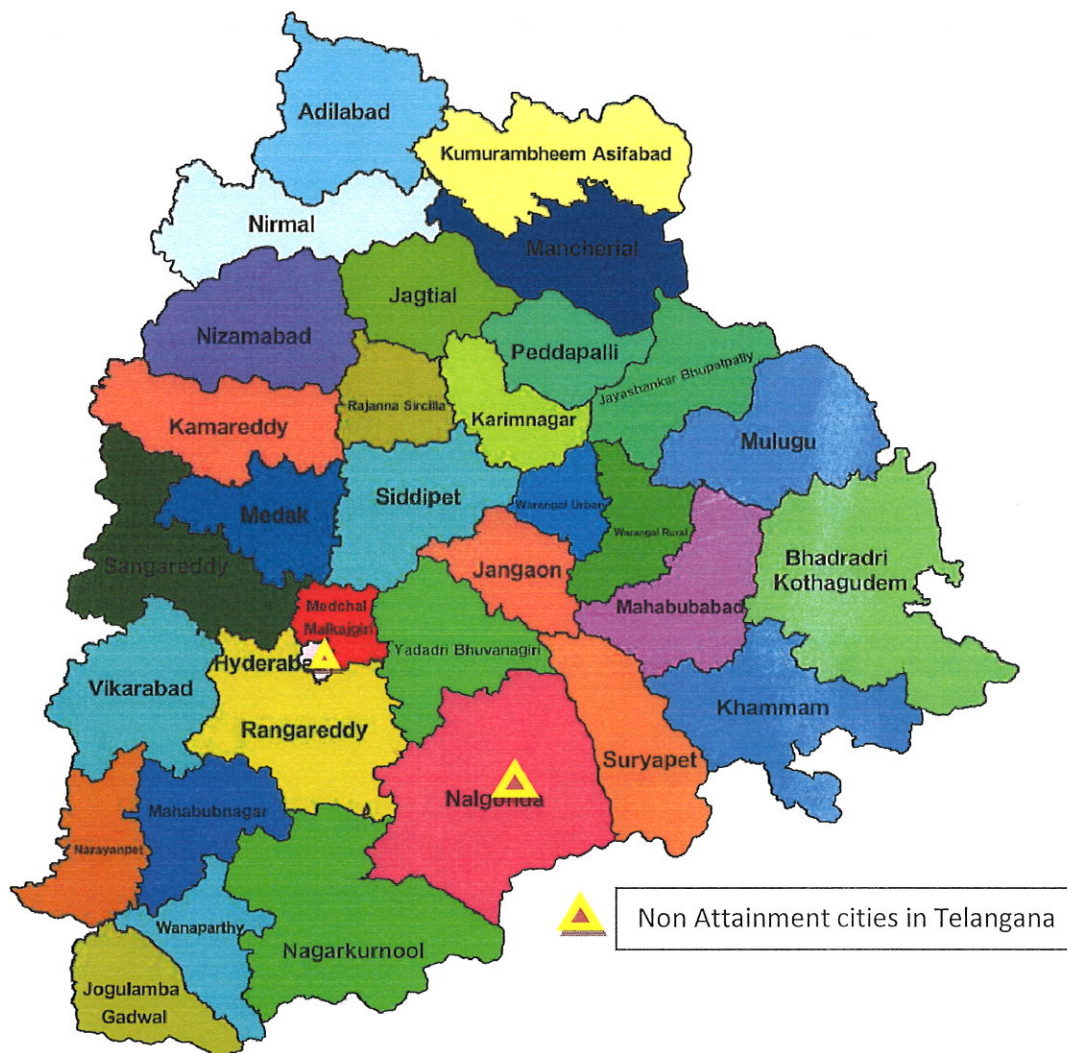 Adilabad
Kumurambheem Asifabad
Nirmal
Mancherial
Jagtial
Nizamabad
Peddapalli
Jayashankar Bhupalpally
Rajanna Sircilla
Karimnagar
Kamareddy
Mulugu
Siddipet
Medak
Warangal Urban
Warangal Rural
Sangareddy
Jangaon
Bhadradri
Kothagudem
Medchal
Malkajgiri
Mahabubabad
Yadadri Bhuvanagiri
Hyderaba
Vikarabad
Khammam
Rangareddy
Suryapet
Nalgonda
Mahabubnagar
Narayanpet
Wanaparthy
Non Attainment cities in Telangana
Nagarkurnool
Jogulamba
Gadwal